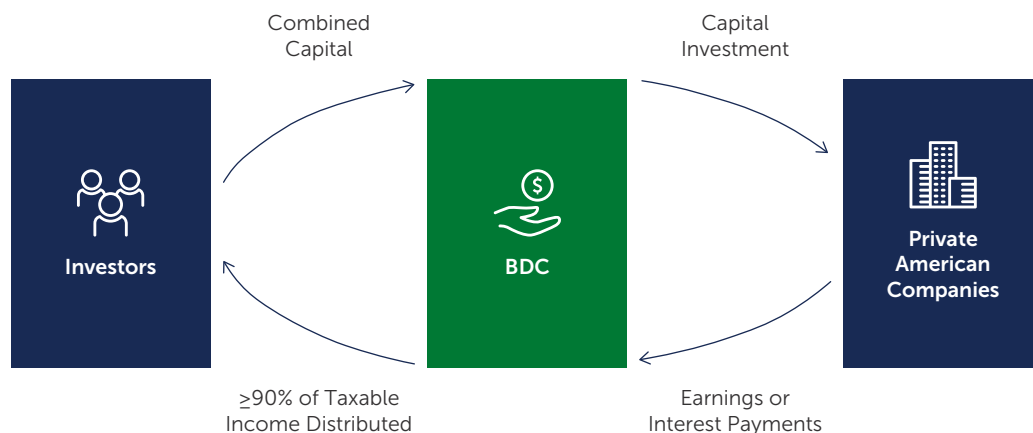 Combined
Capital
Capital
Investment
Investors
$
BDC
Private
American
Companies
≥90% of Taxable
Income Distributed
Earnings or
Interest Payments